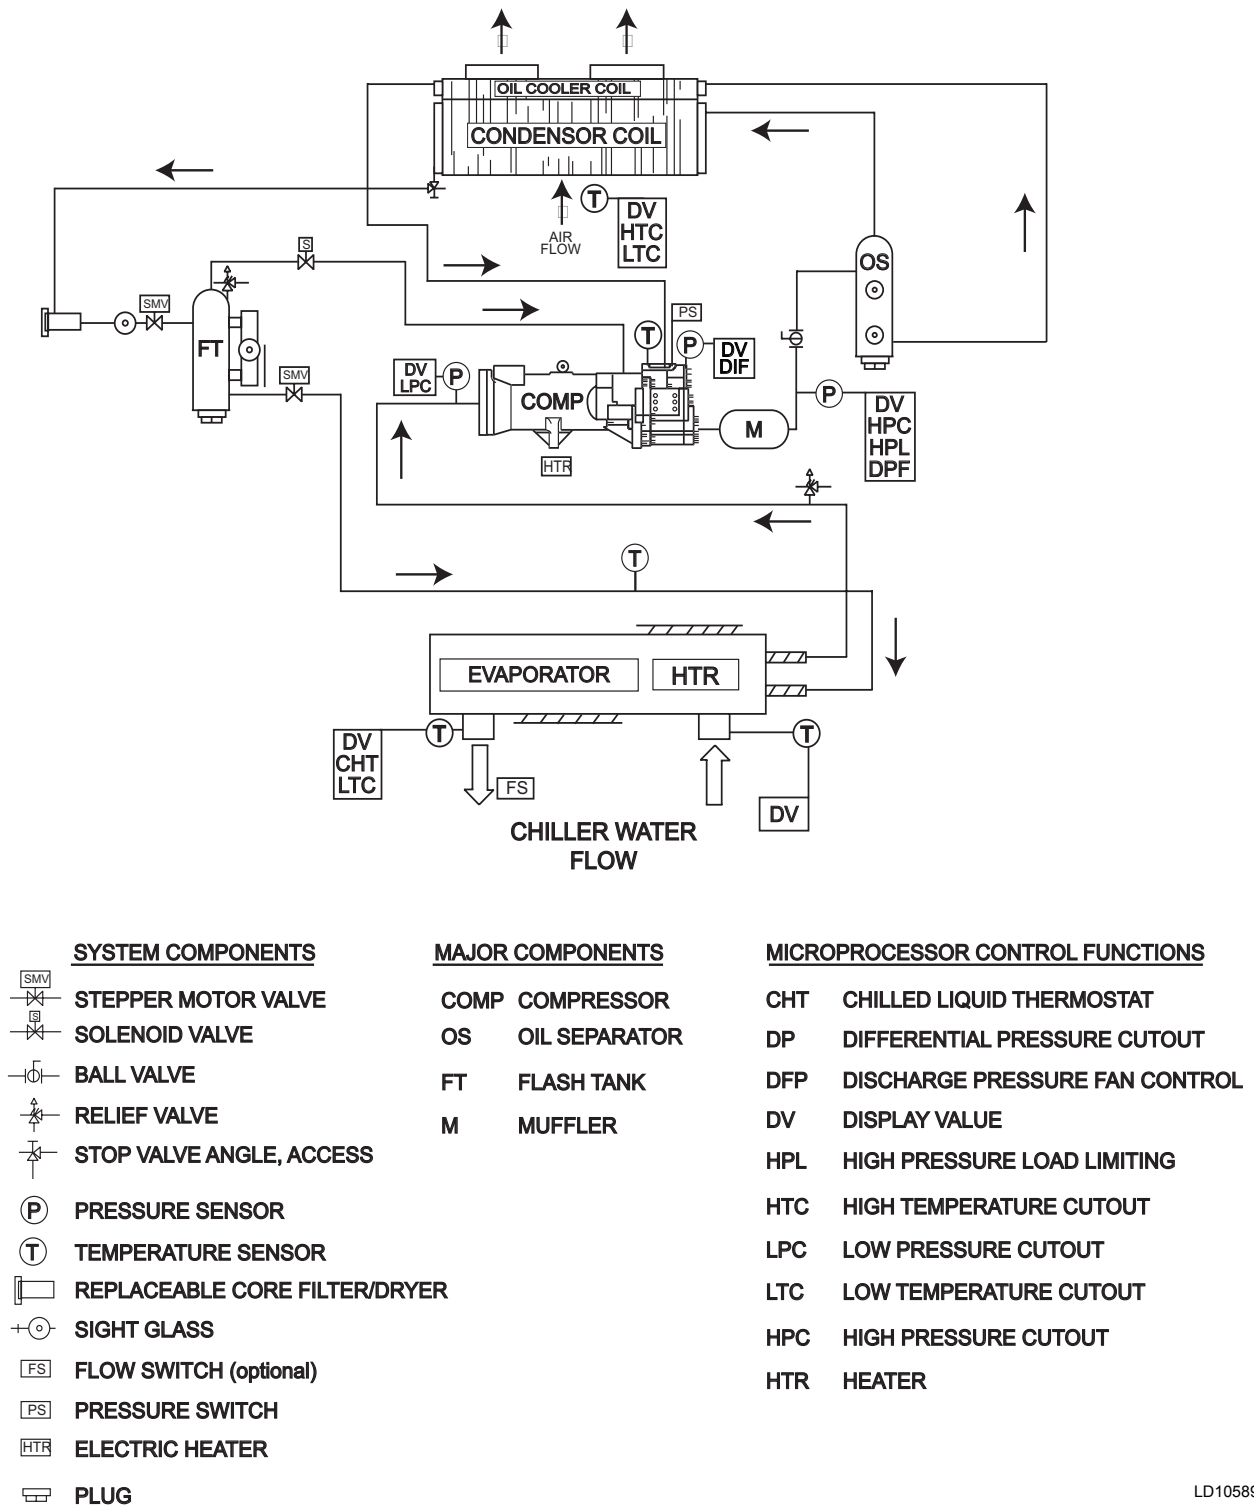 OIL COOLER COIL
CONDENSOR COIL
T
DV
HTC
LTC
AIR
FLOW
S
OS
SMV
PS
T
P
DV
DIF
FT
DV
LPC
P
SMV
COMP
P
M
DV
HPC
HPL
DPF
HTR
T
EVAPORATOR
HTR
T
T
DV
CHT
LTC
FS
DV
CHILLER WATER
FLOW
SYSTEM COMPONENTS
SMV
STEPPER MOTOR VALVE
S
SOLENOID VALVE
BALL VALVE
RELIEF VALVE
STOP VALVE ANGLE, ACCESS
P PRESSURE SENSOR
T TEMPERATURE SENSOR
REPLACEABLE CORE FILTER/DRYER
SIGHT GLASS
FS FLOW SWITCH (optional)
PS PRESSURE SWITCH
HTR ELECTRIC HEATER
PLUG
MAJOR COMPONENTS
COMP COMPRESSOR
OS OIL SEPARATOR
FT FLASH TANK
M MUFFLER
MICROPROCESSOR CONTROL FUNCTIONS
CHT CHILLED LIQUID THERMOSTAT
DP DIFFERENTIAL PRESSURE CUTOUT
DFP DISCHARGE PRESSURE FAN CONTROL
DV DISPLAY VALUE
HPL HIGH PRESSURE LOAD LIMITING
HTC HIGH TEMPERATURE CUTOUT
LPC LOW PRESSURE CUTOUT
LTC LOW TEMPERATURE CUTOUT
HPC HIGH PRESSURE CUTOUT
HTR HEATER